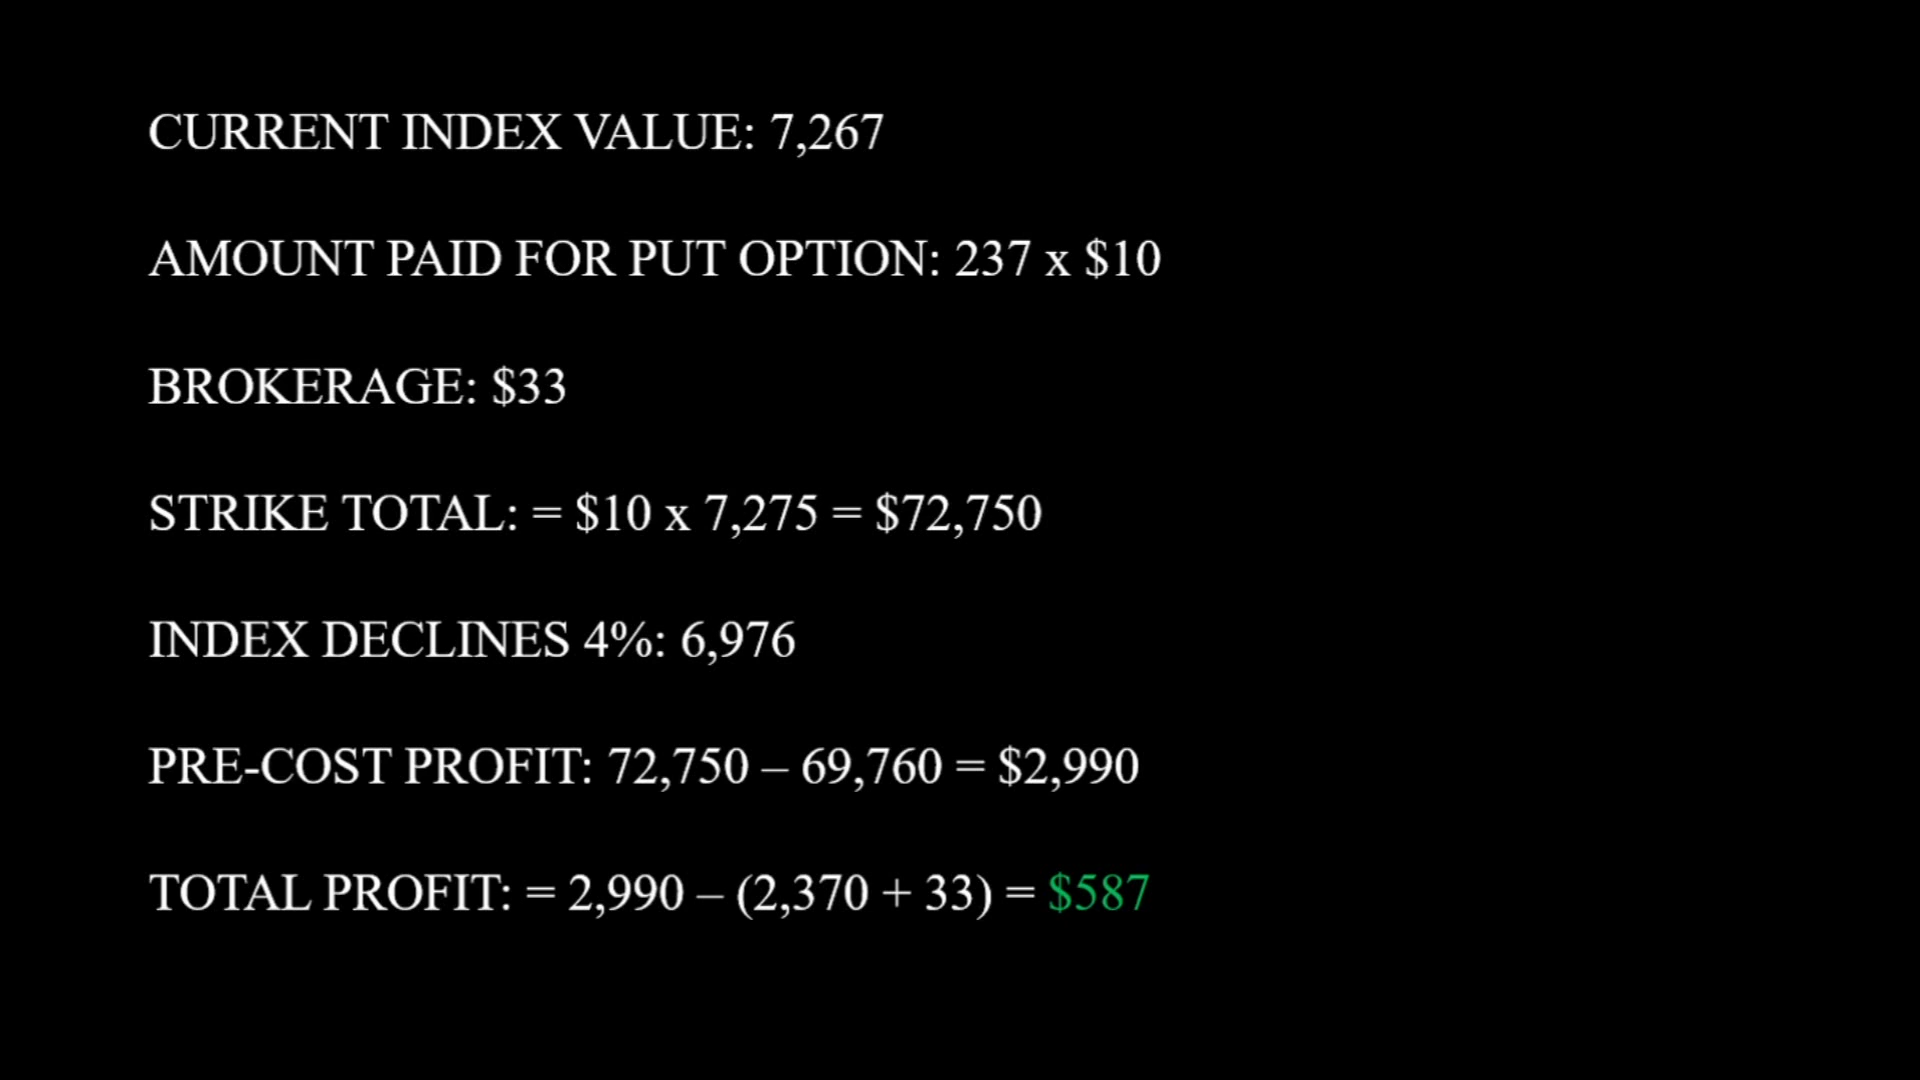 CURRENT INDEX VALUE: 7,267
AMOUNT PAID FOR PUT OPTION: 237 x $10
BROKERAGE: $33
STRIKE TOTAL: = $10 x 7,275 = $72,750
INDEX DECLINES 4%: 6,976
PRE-COST PROFIT: 72,750 – 69,760 = $2,990
TOTAL PROFIT: = 2,990 – (2,370 + 33) = $587